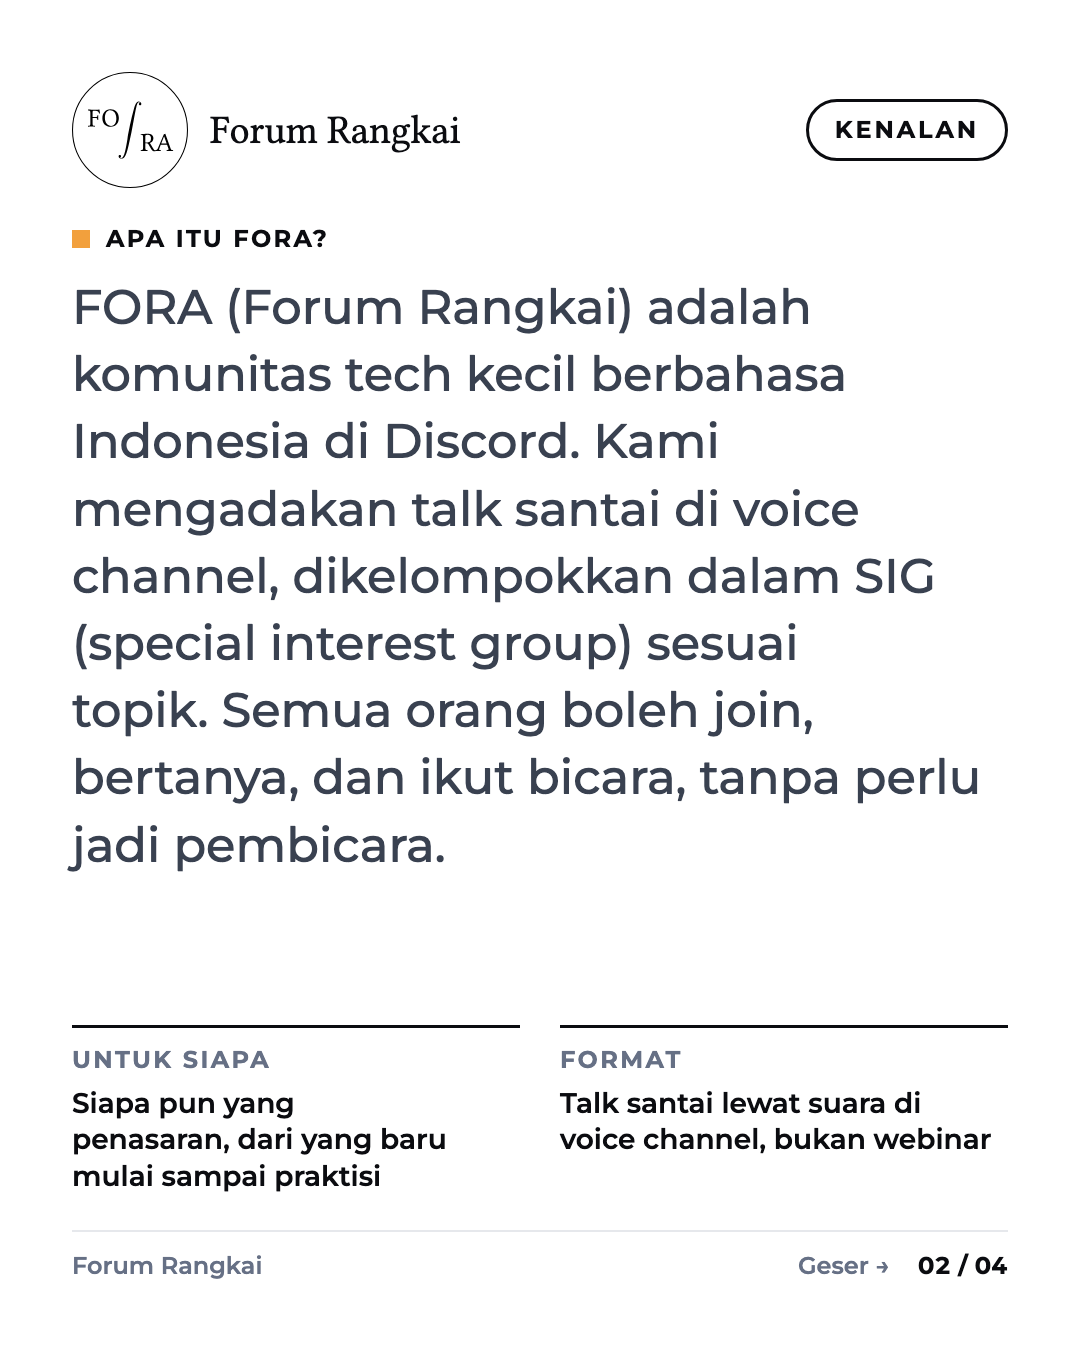 FO
RA
Forum Rangkai
KENALAN
APA ITU FORA?
FORA (Forum Rangkai) adalah
komunitas tech kecil berbahasa
Indonesia di Discord. Kami
mengadakan talk santai di voice
channel, dikelompokkan dalam SIG
(special interest group) sesuai
topik. Semua orang boleh join,
bertanya, dan ikut bicara, tanpa perlu
jadi pembicara.
UNTUK SIAPA
Siapa pun yang
penasaran, dari yang baru
mulai sampai praktisi
FORMAT
Talk santai lewat suara di
voice channel, bukan webinar
Forum Rangkai
Geser → 02 / 04